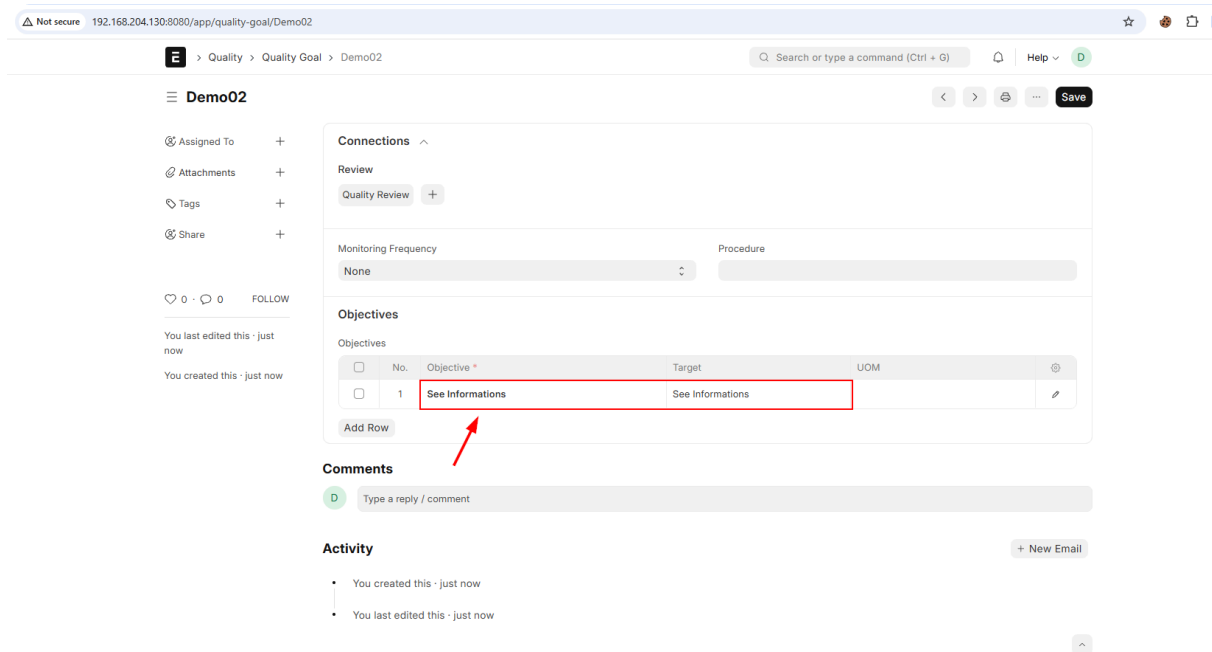 Not secure 192.168.204.130:8080/app/quality-goal/Demo02
E > Quality > Quality Goal > Demo02 Search or type a command (Ctrl + G) Help D
Demo02 Save
Assigned To +
Attachments +
Tags +
Share +
0 · 0 FOLLOW
You last edited this · just
now
You created this · just now
Connections
Review
Quality Review +
Monitoring Frequency Procedure
None
Objectives
Objectives
No. Objective * Target UOM
1 See Informations See Informations
Add Row
Comments
D Type a reply / comment
Activity + New Email
• You created this · just now
• You last edited this · just now